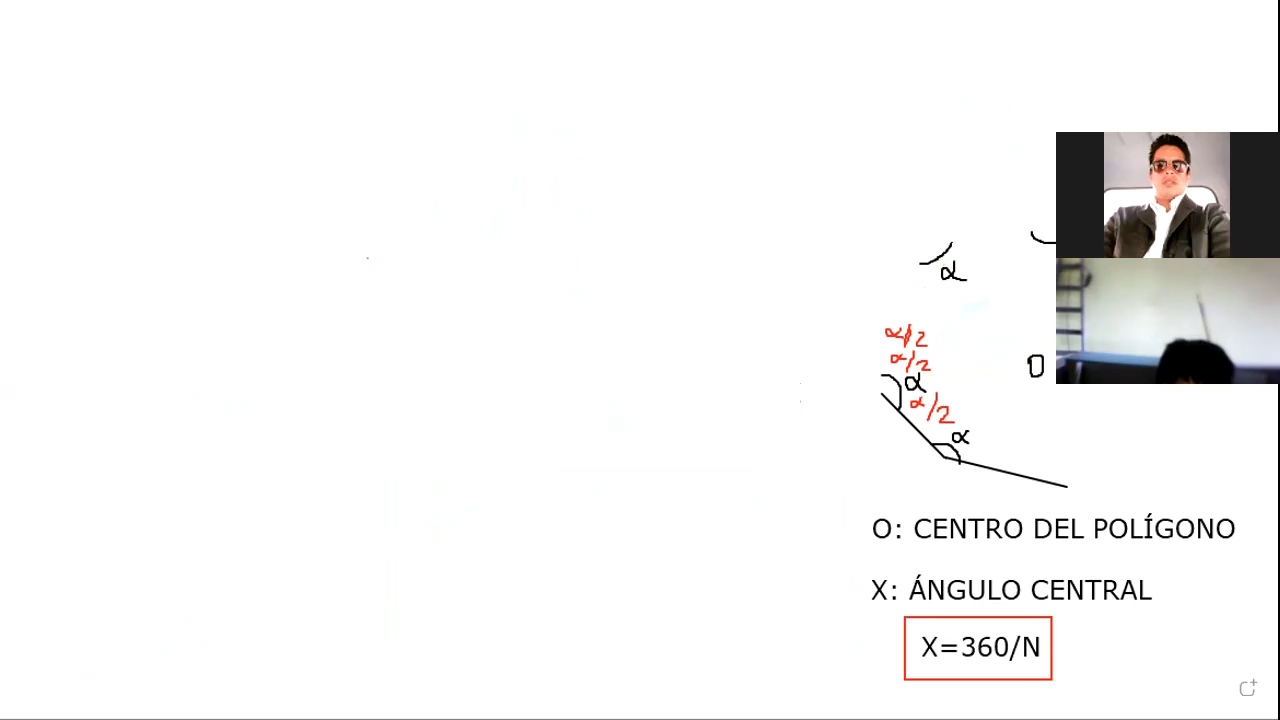 α
α/2
α/2
α
α/2
α
O
O: CENTRO DEL POLÍGONO
X: ÁNGULO CENTRAL
X=360/N